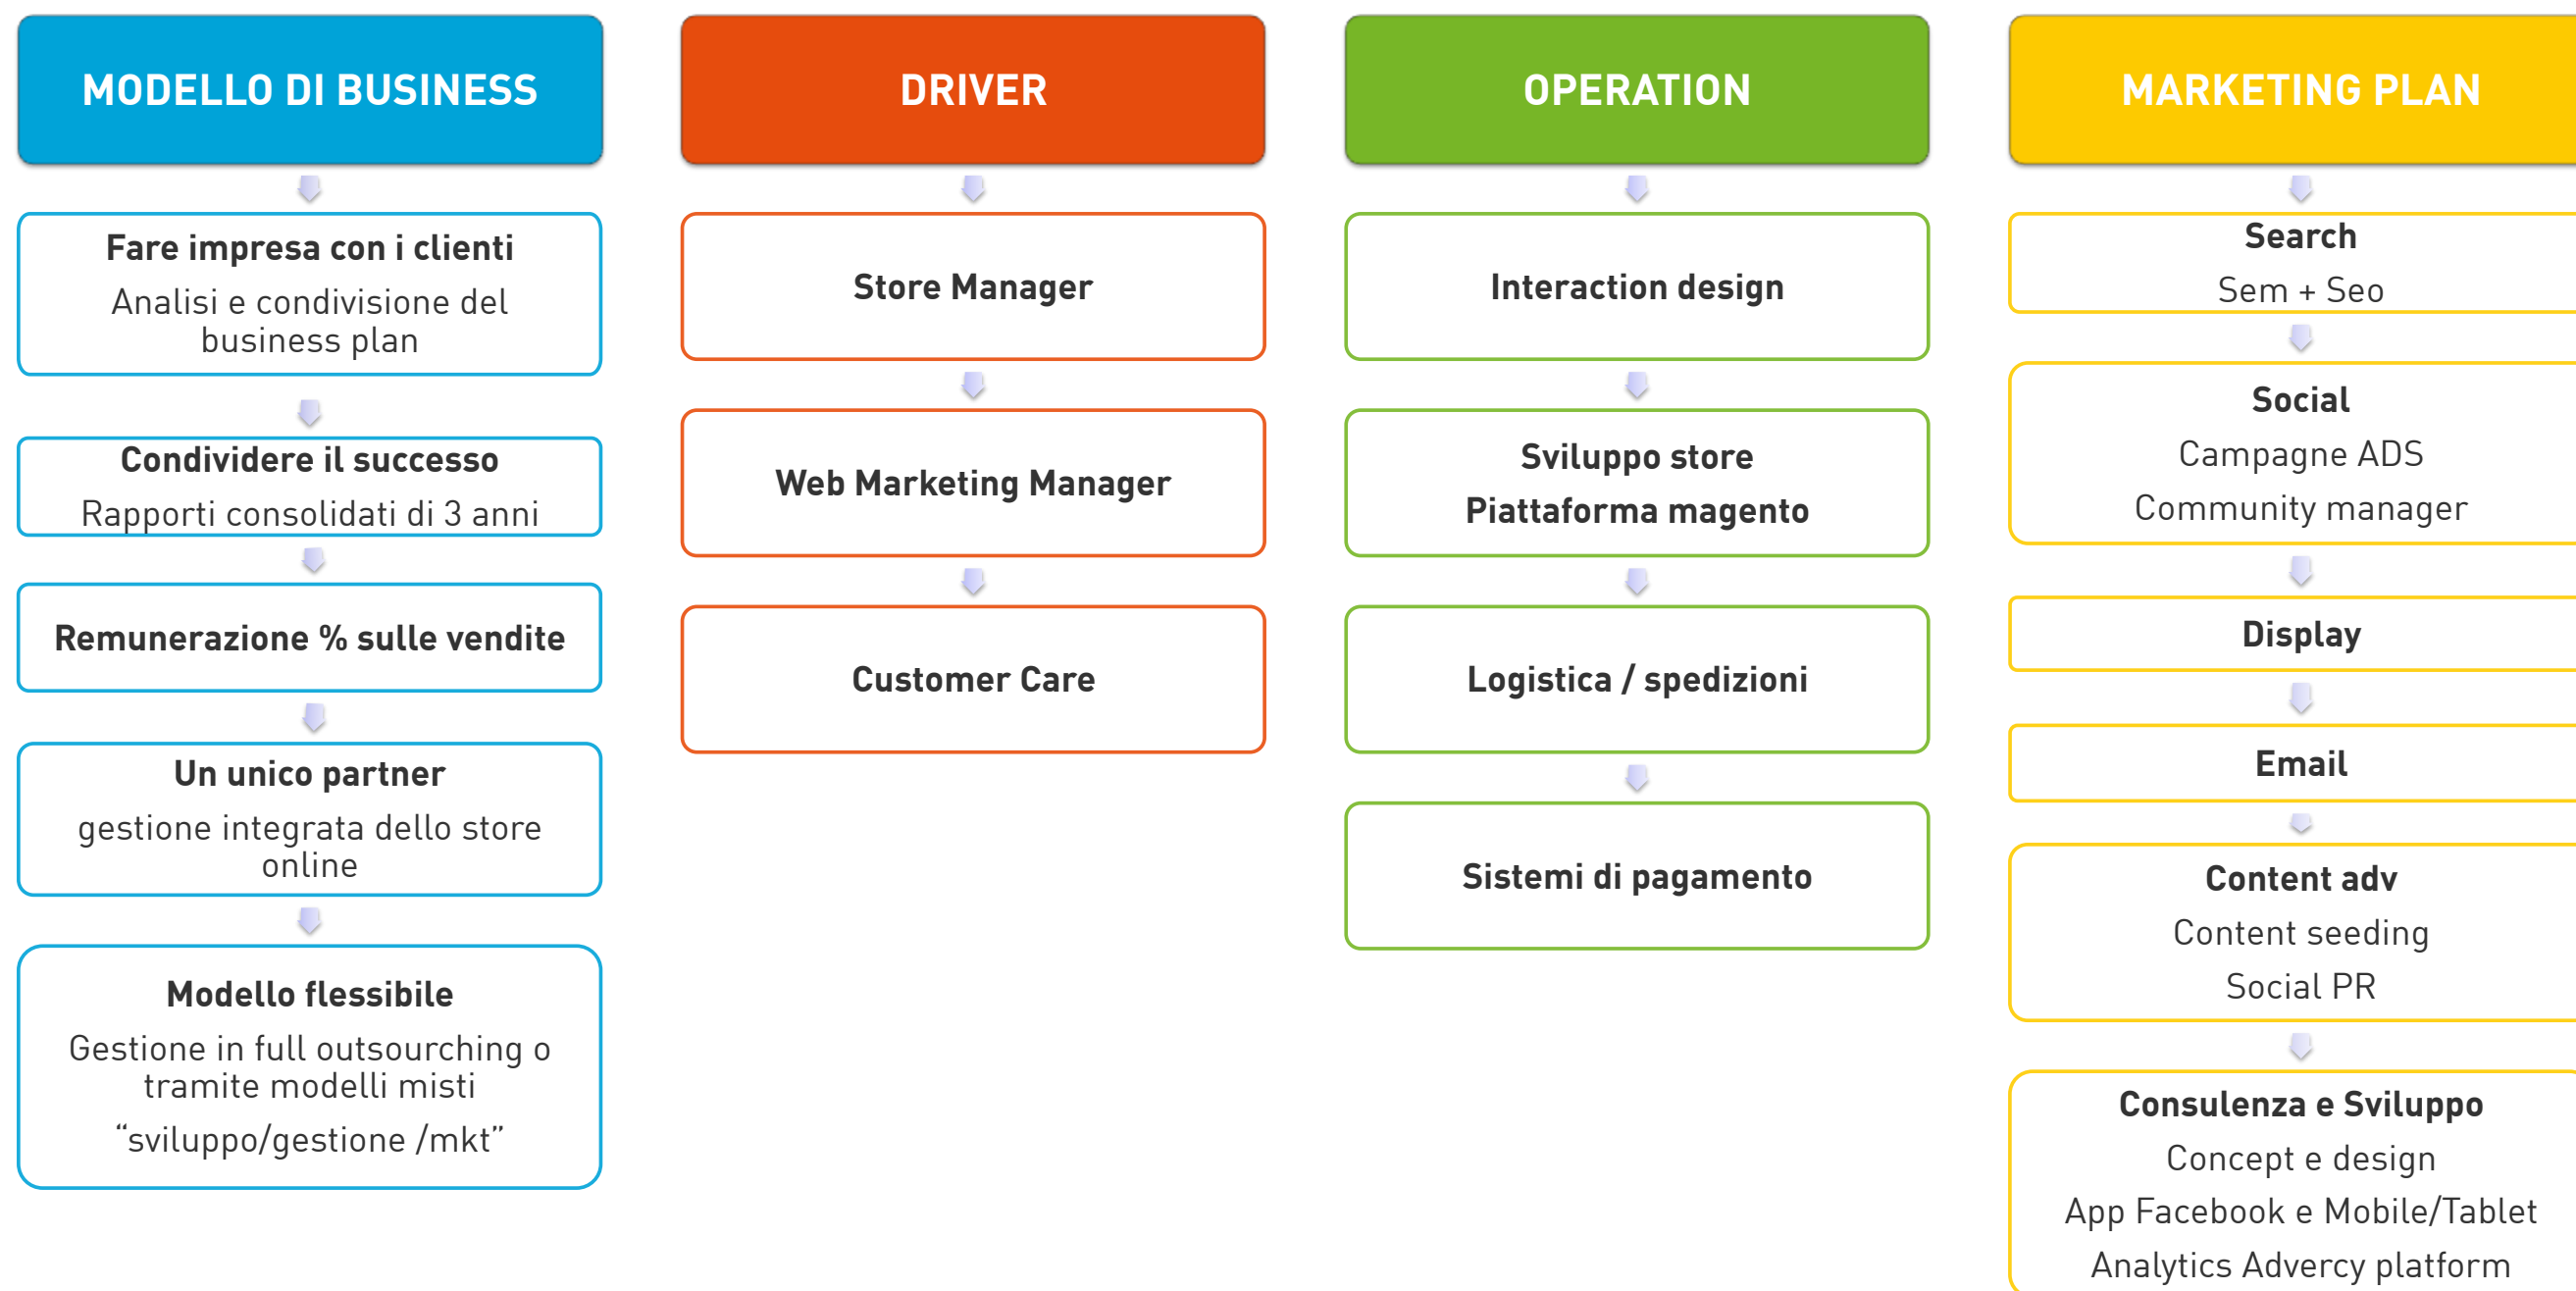 MODELLO DI BUSINESS
Fare impresa con i clienti
Analisi e condivisione del
business plan
Condividere il successo
Rapporti consolidati di 3 anni
Remunerazione % sulle vendite
Un unico partner
gestione integrata dello store
online
Modello flessibile
Gestione in full outsourching o
tramite modelli misti
“sviluppo/gestione /mkt”
DRIVER
Store Manager
Web Marketing Manager
Customer Care
OPERATION
Interaction design
Sviluppo store
Piattaforma magento
Logistica / spedizioni
Sistemi di pagamento
MARKETING PLAN
Search
Sem + Seo
Social
Campagne ADS
Community manager
Display
Email
Content adv
Content seeding
Social PR
Consulenza e Sviluppo
Concept e design
App Facebook e Mobile/Tablet
Analytics Advercy platform